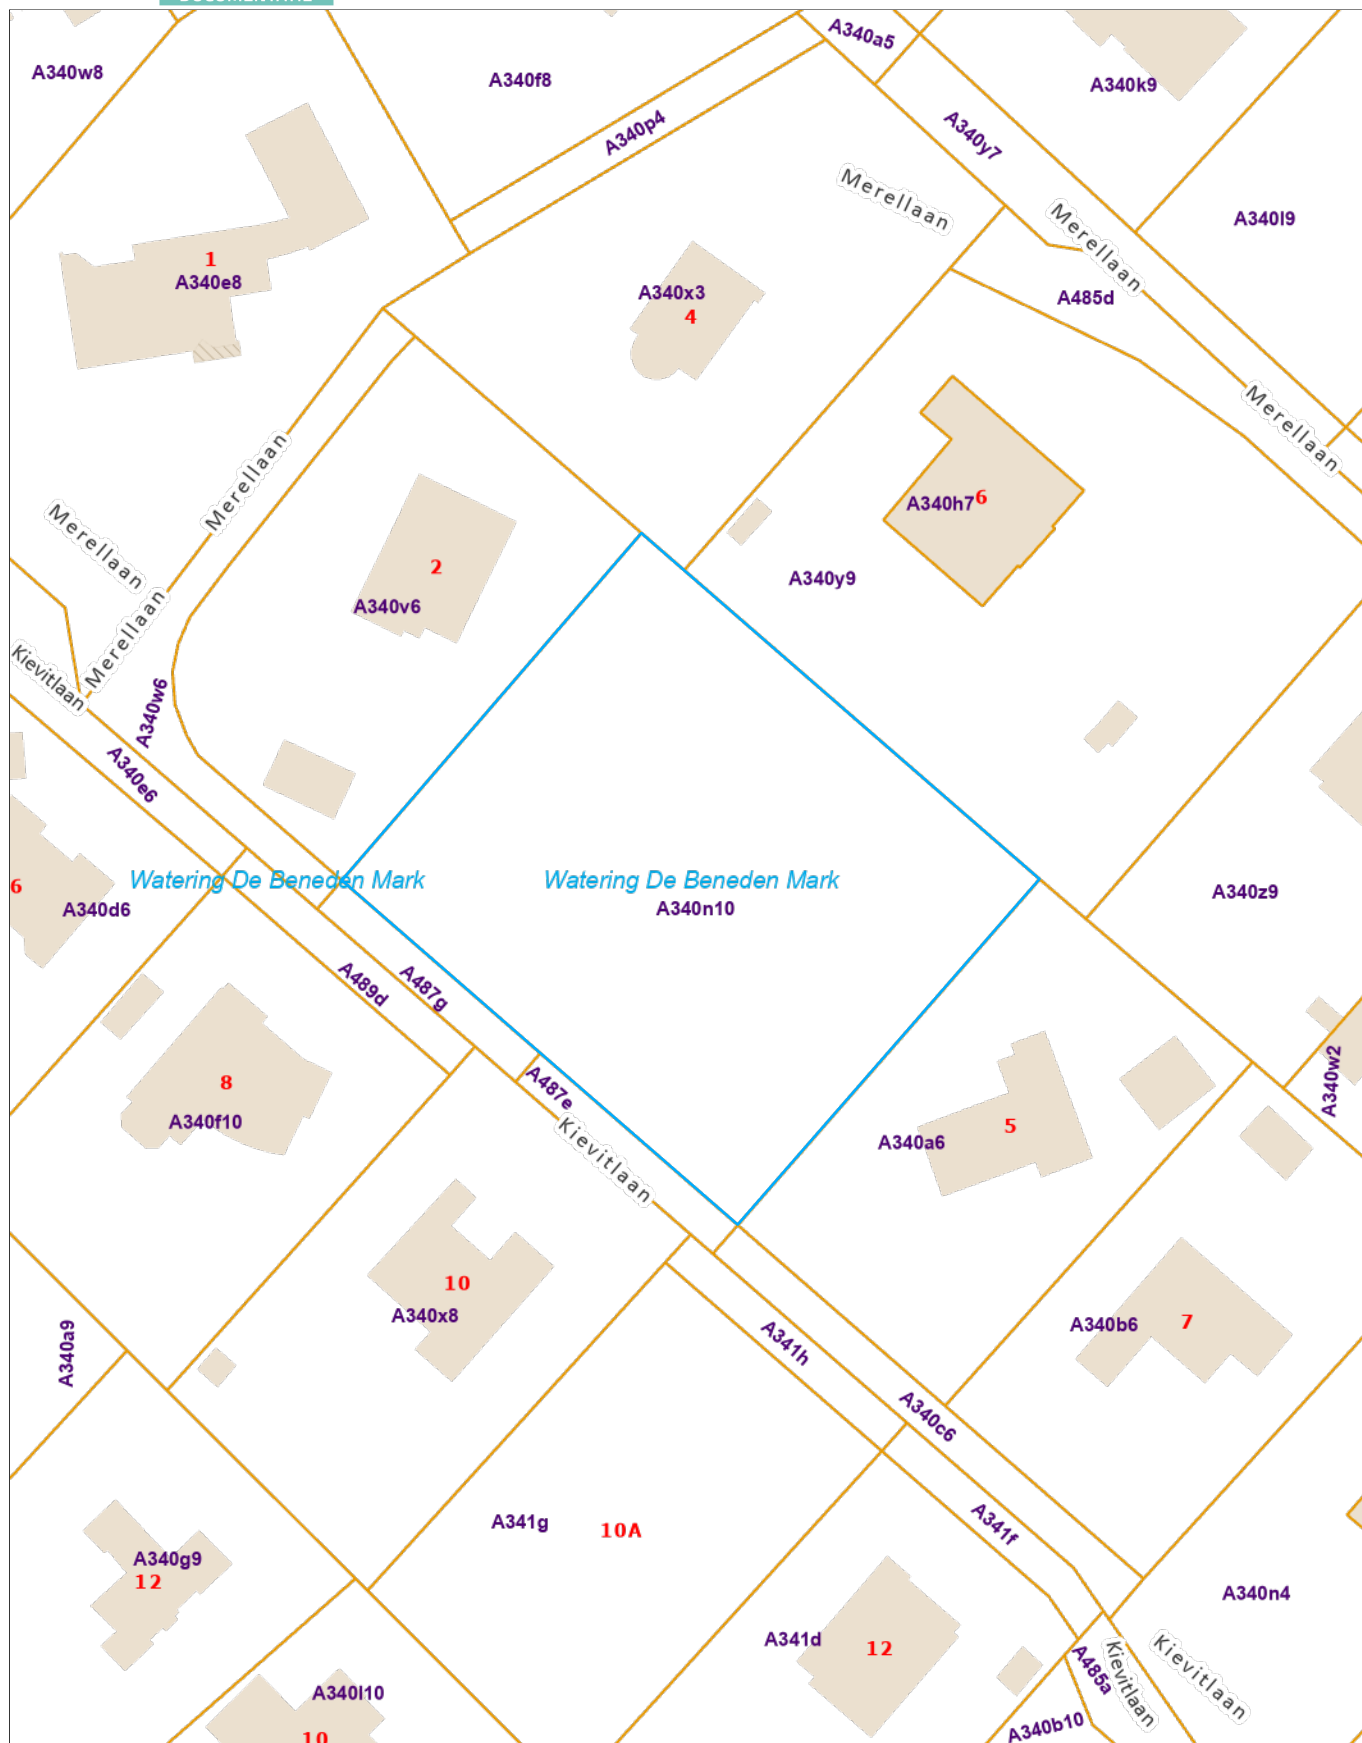 A340w8
A340f8
A340a5
A340k9
A340p4
A340y7
Merellaan
Merellaan
A340l9
1
A340e8
A340x3
4
A485d
Merellaan
Merellaan
A340h7
6
Merellaan
2
A340v6
A340y9
Merellaan
Kievitlaan
A340w6
A340e6
Watering De Beneden Mark
Watering De Beneden Mark
6
A340d6
A340n10
A340z9
A489d
A487g
8
A340f10
A487e
Kievitlaan
A340w2
5
A340a6
10
A340x8
A340a9
A341h
A340b6
7
A340c6
A341g
10A
A341f
A340g9
12
A340n4
A341d
12
A485a
Kievitlaan
Kievitlaan
A340l10
10
A340b10